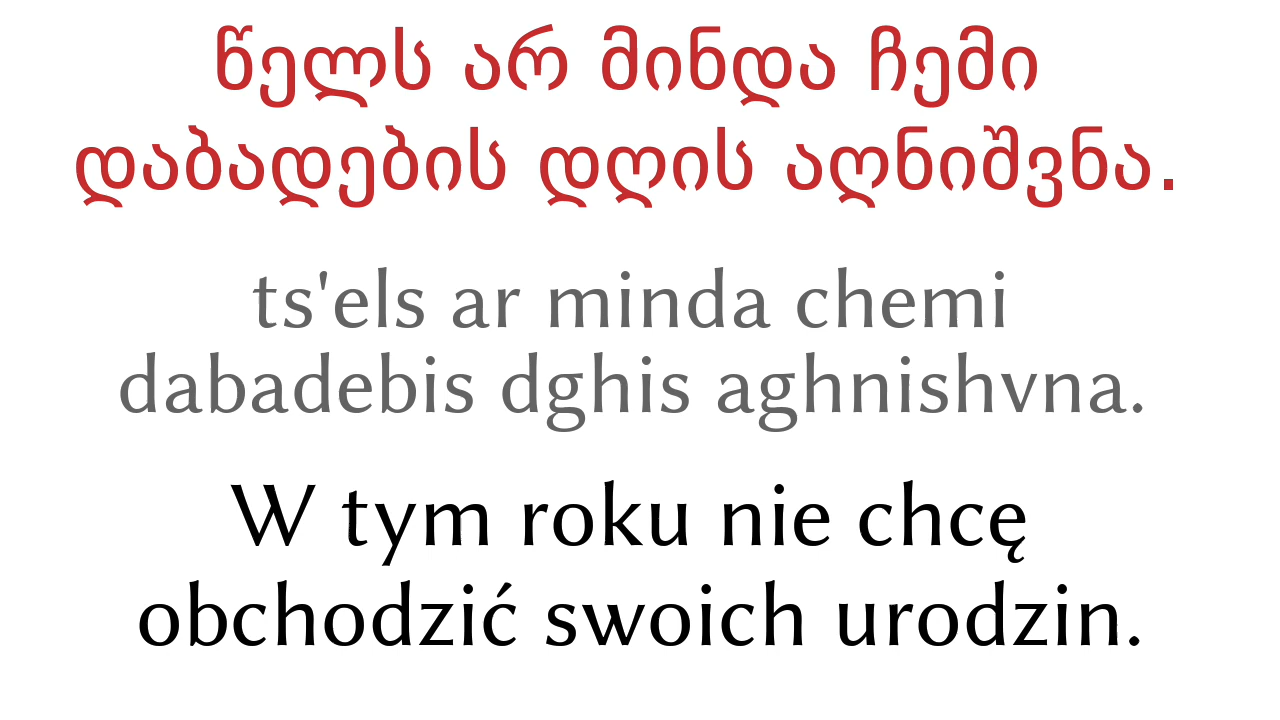 წელს არ მინდა ჩემი
დაბადების დღის აღნიშვნა.
ts'els ar minda chemi
dabadebis dghis aghnishvna.
W tym roku nie chcę
obchodzić swoich urodzin.